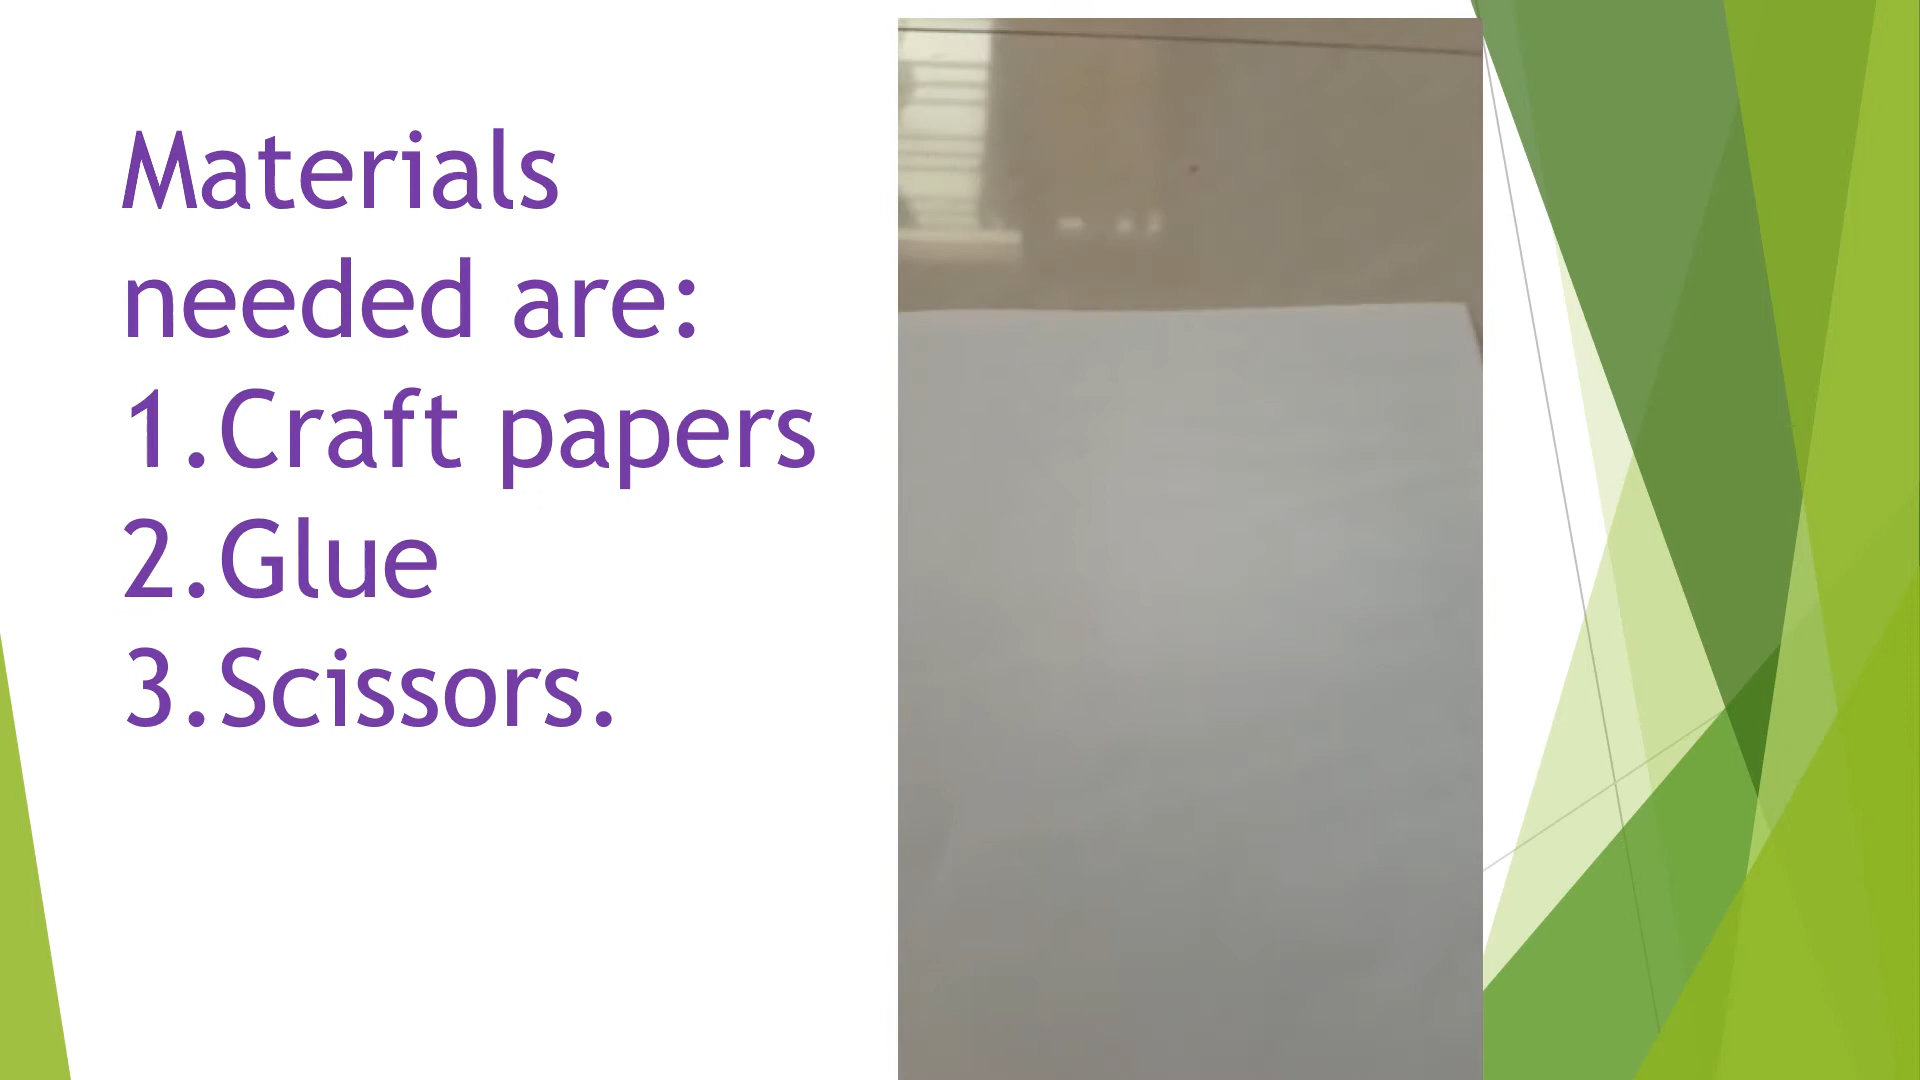 Materials
needed are:
1.Craft papers
2.Glue
3.Scissors.